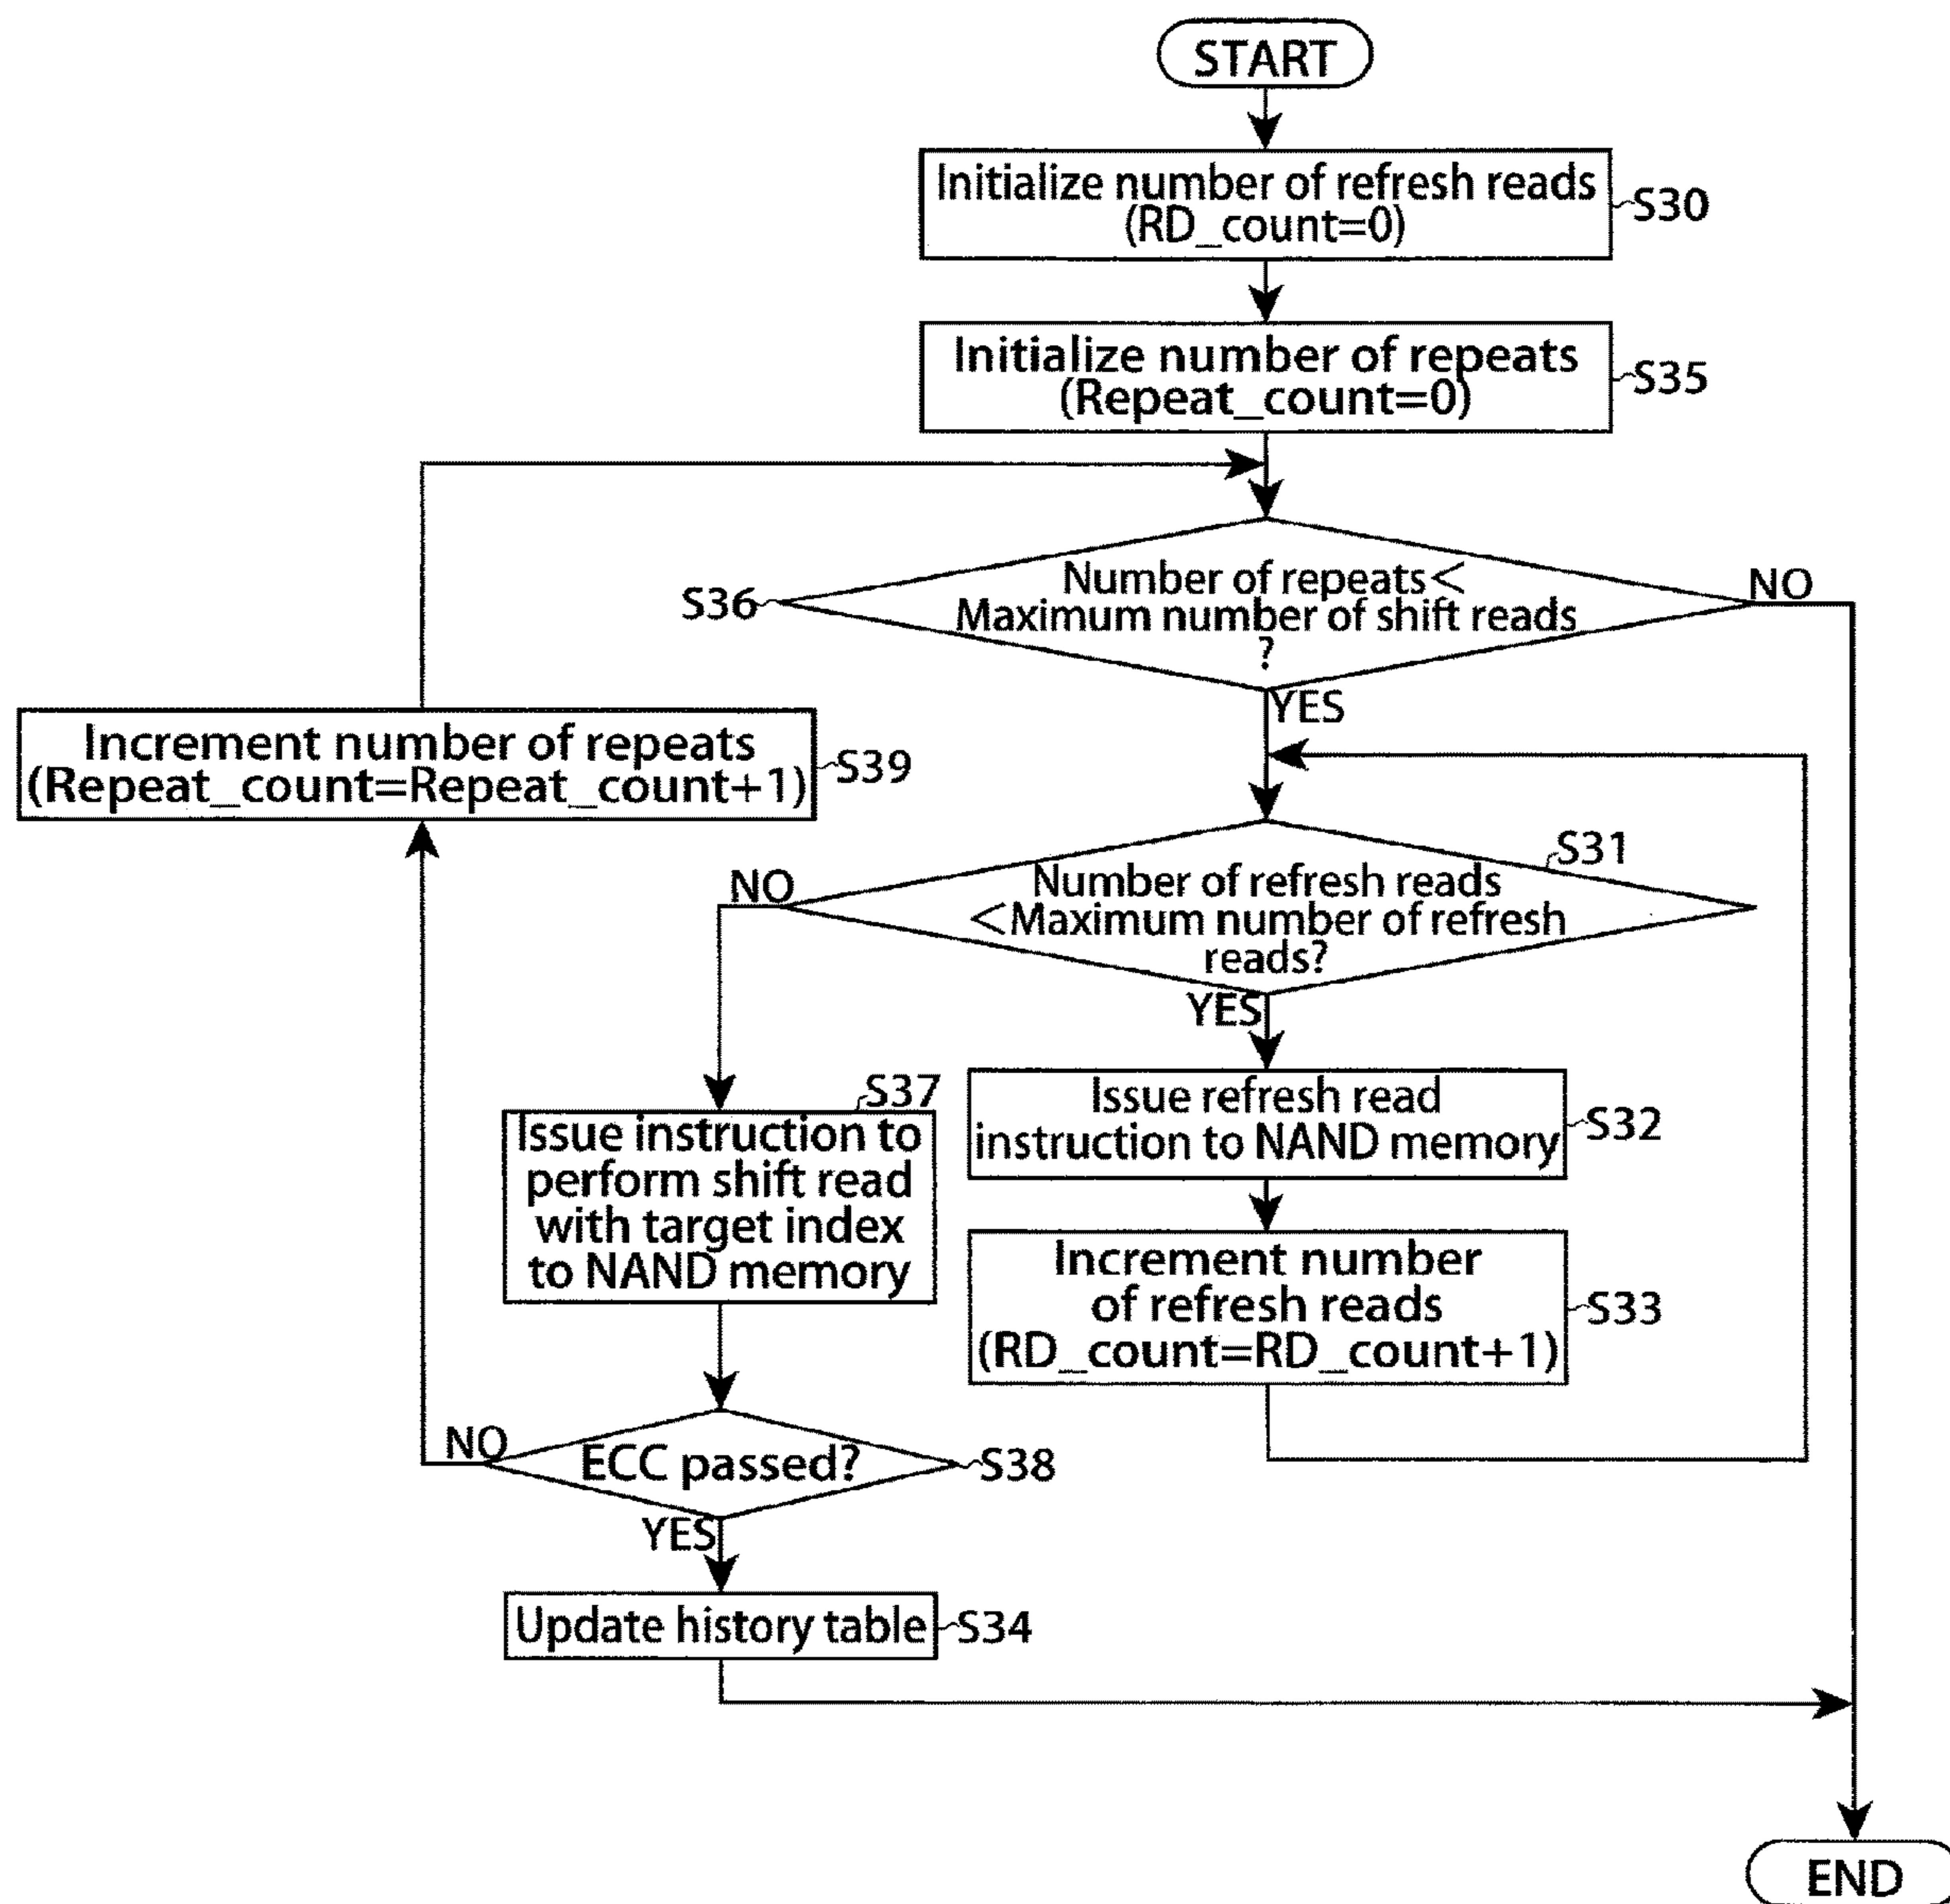 START
Initialize number of refresh reads
(RD_count=0)
S30
Initialize number of repeats
(Repeat_count=0)
S35
Number of repeats<
Maximum number of shift reads
?
S36
NO
YES
Increment number of repeats
(Repeat_count=Repeat_count+1)
S39
S31
Number of refresh reads
<Maximum number of refresh
reads?
NO
YES
S37
Issue instruction to
perform shift read
with target index
to NAND memory
Issue refresh read
instruction to NAND memory
S32
Increment number
of refresh reads
(RD_count=RD_count+1)
S33
NO
ECC passed?
S38
YES
Update history table
S34
END